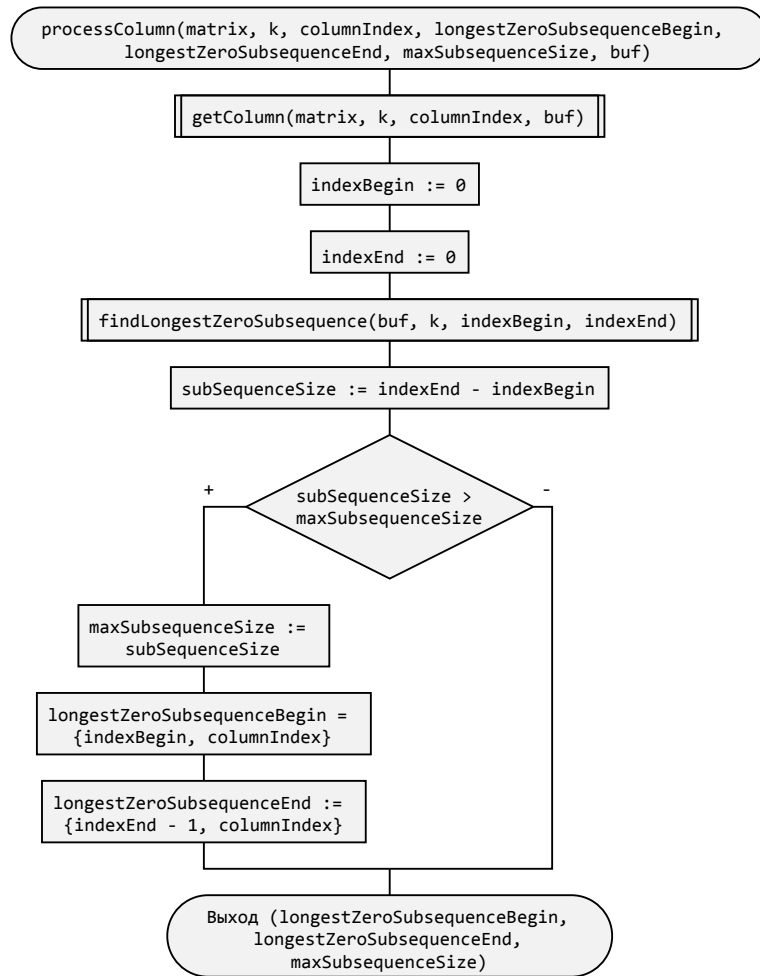 processColumn(matrix, k, columnIndex, longestZeroSubsequenceBegin,
longestZeroSubsequenceEnd, maxSubsequenceSize, buf)
getColumn(matrix, k, columnIndex, buf)
indexBegin := 0
indexEnd := 0
findLongestZeroSubsequence(buf, k, indexBegin, indexEnd)
subSequenceSize := indexEnd - indexBegin
+
-
subSequenceSize >
maxSubsequenceSize
maxSubsequenceSize :=
subSequenceSize
longestZeroSubsequenceBegin =
{indexBegin, columnIndex}
longestZeroSubsequenceEnd :=
{indexEnd - 1, columnIndex}
Выход (longestZeroSubsequenceBegin,
longestZeroSubsequenceEnd,
maxSubsequenceSize)